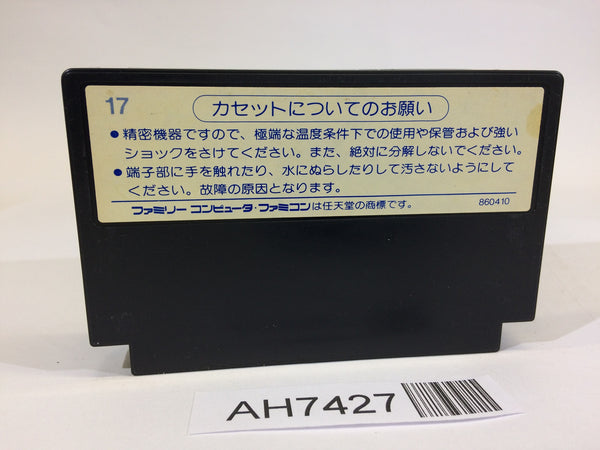 17
カセットについてのお願い
●精密機器ですので、極端な温度条件下での使用や保管および強い
ショックをさけてください。また、絶対に分解しないでください。
●端子部に手を触れたり、水にぬらしたりして汚さないようにして
ください。故障の原因となります。
ファミリーコンピュータ・ファミコンは任天堂の商標です。
860410
AH7427